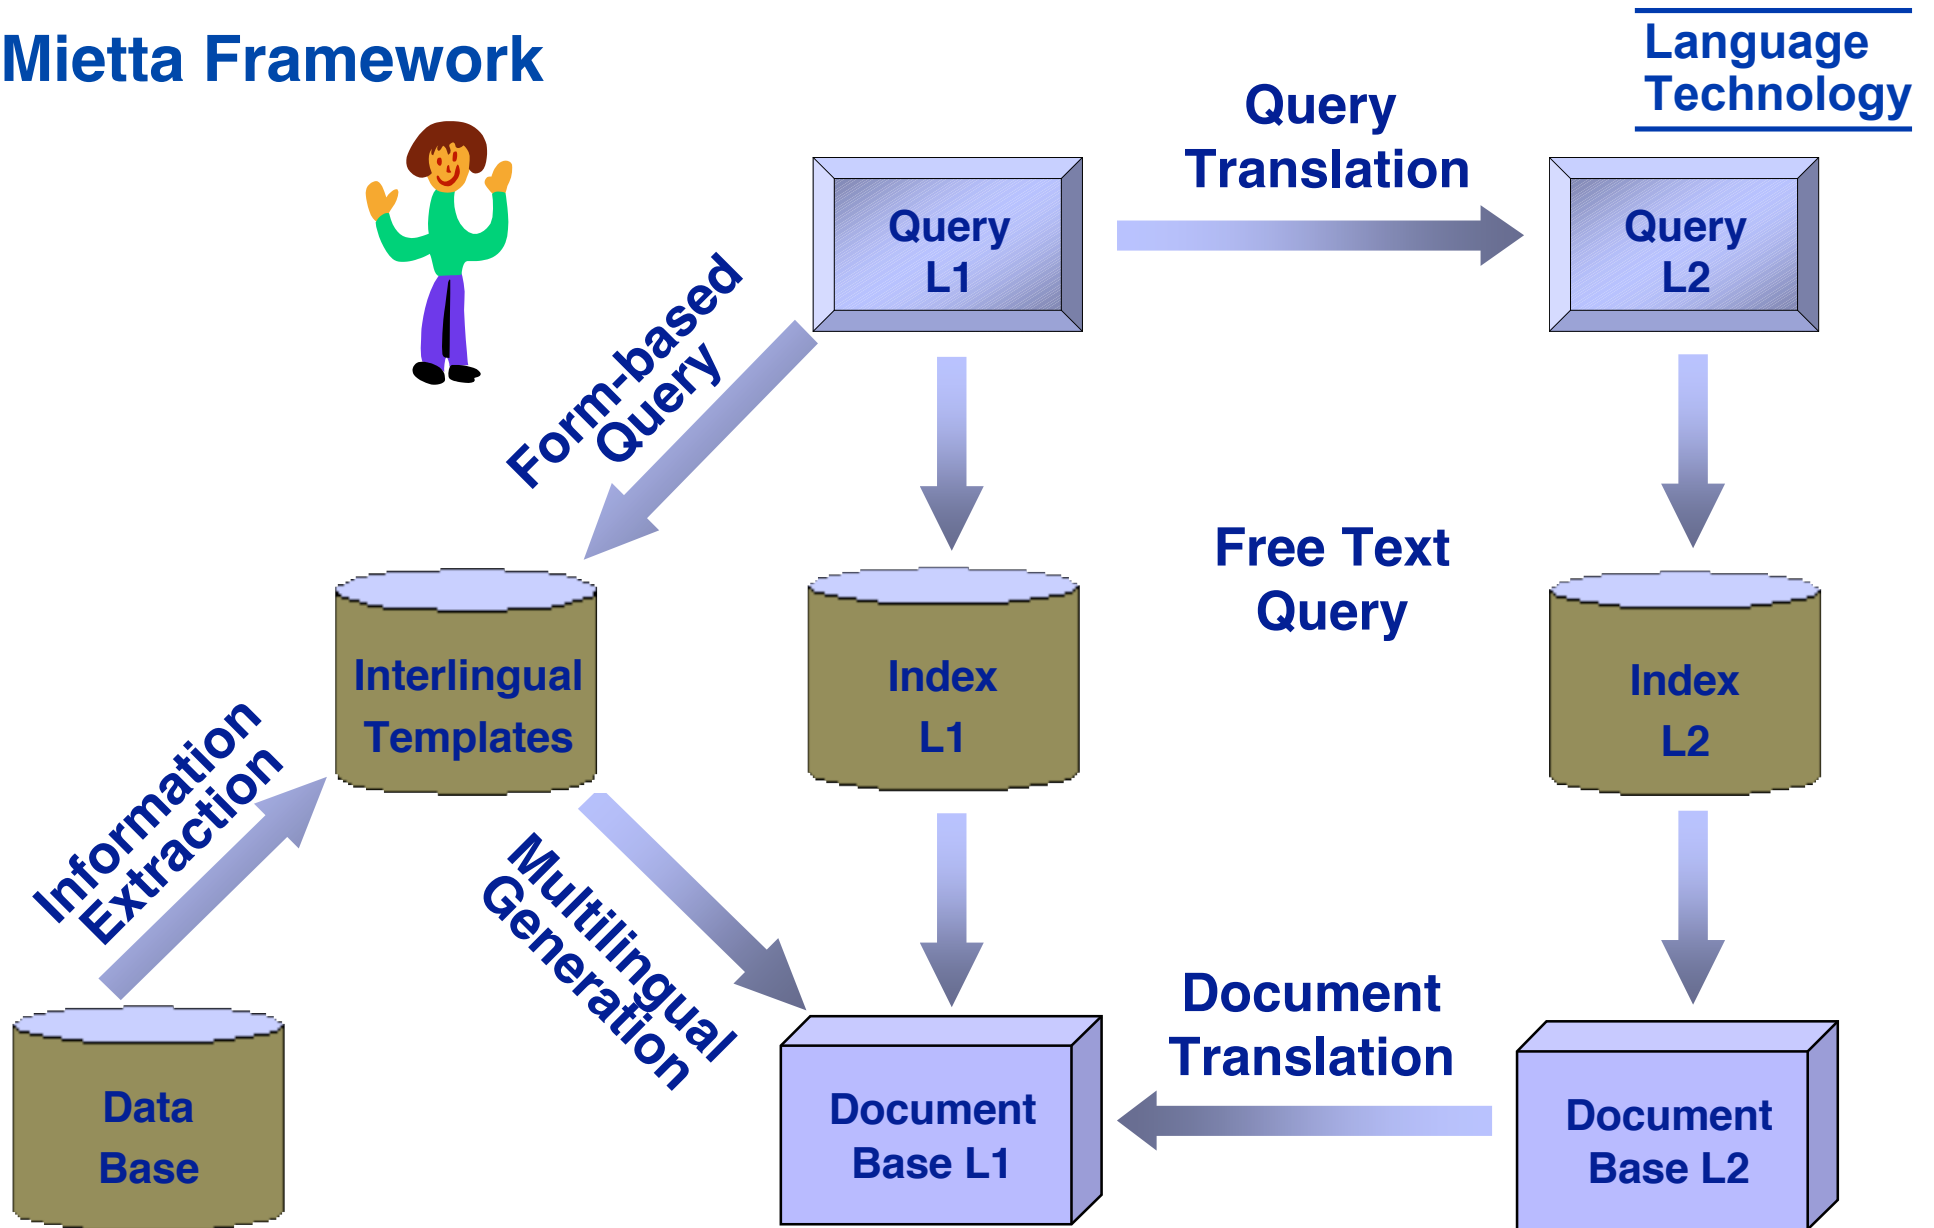 Mietta Framework
Language
Technology
Query
Translation
Query
L1
Query
L2
Form-based
Query
Free Text
Query
Interlingual
Templates
Index
L1
Index
L2
Information
Extraction
Multilingual
Generation
Document
Translation
Data
Base
Document
Base L1
Document
Base L2